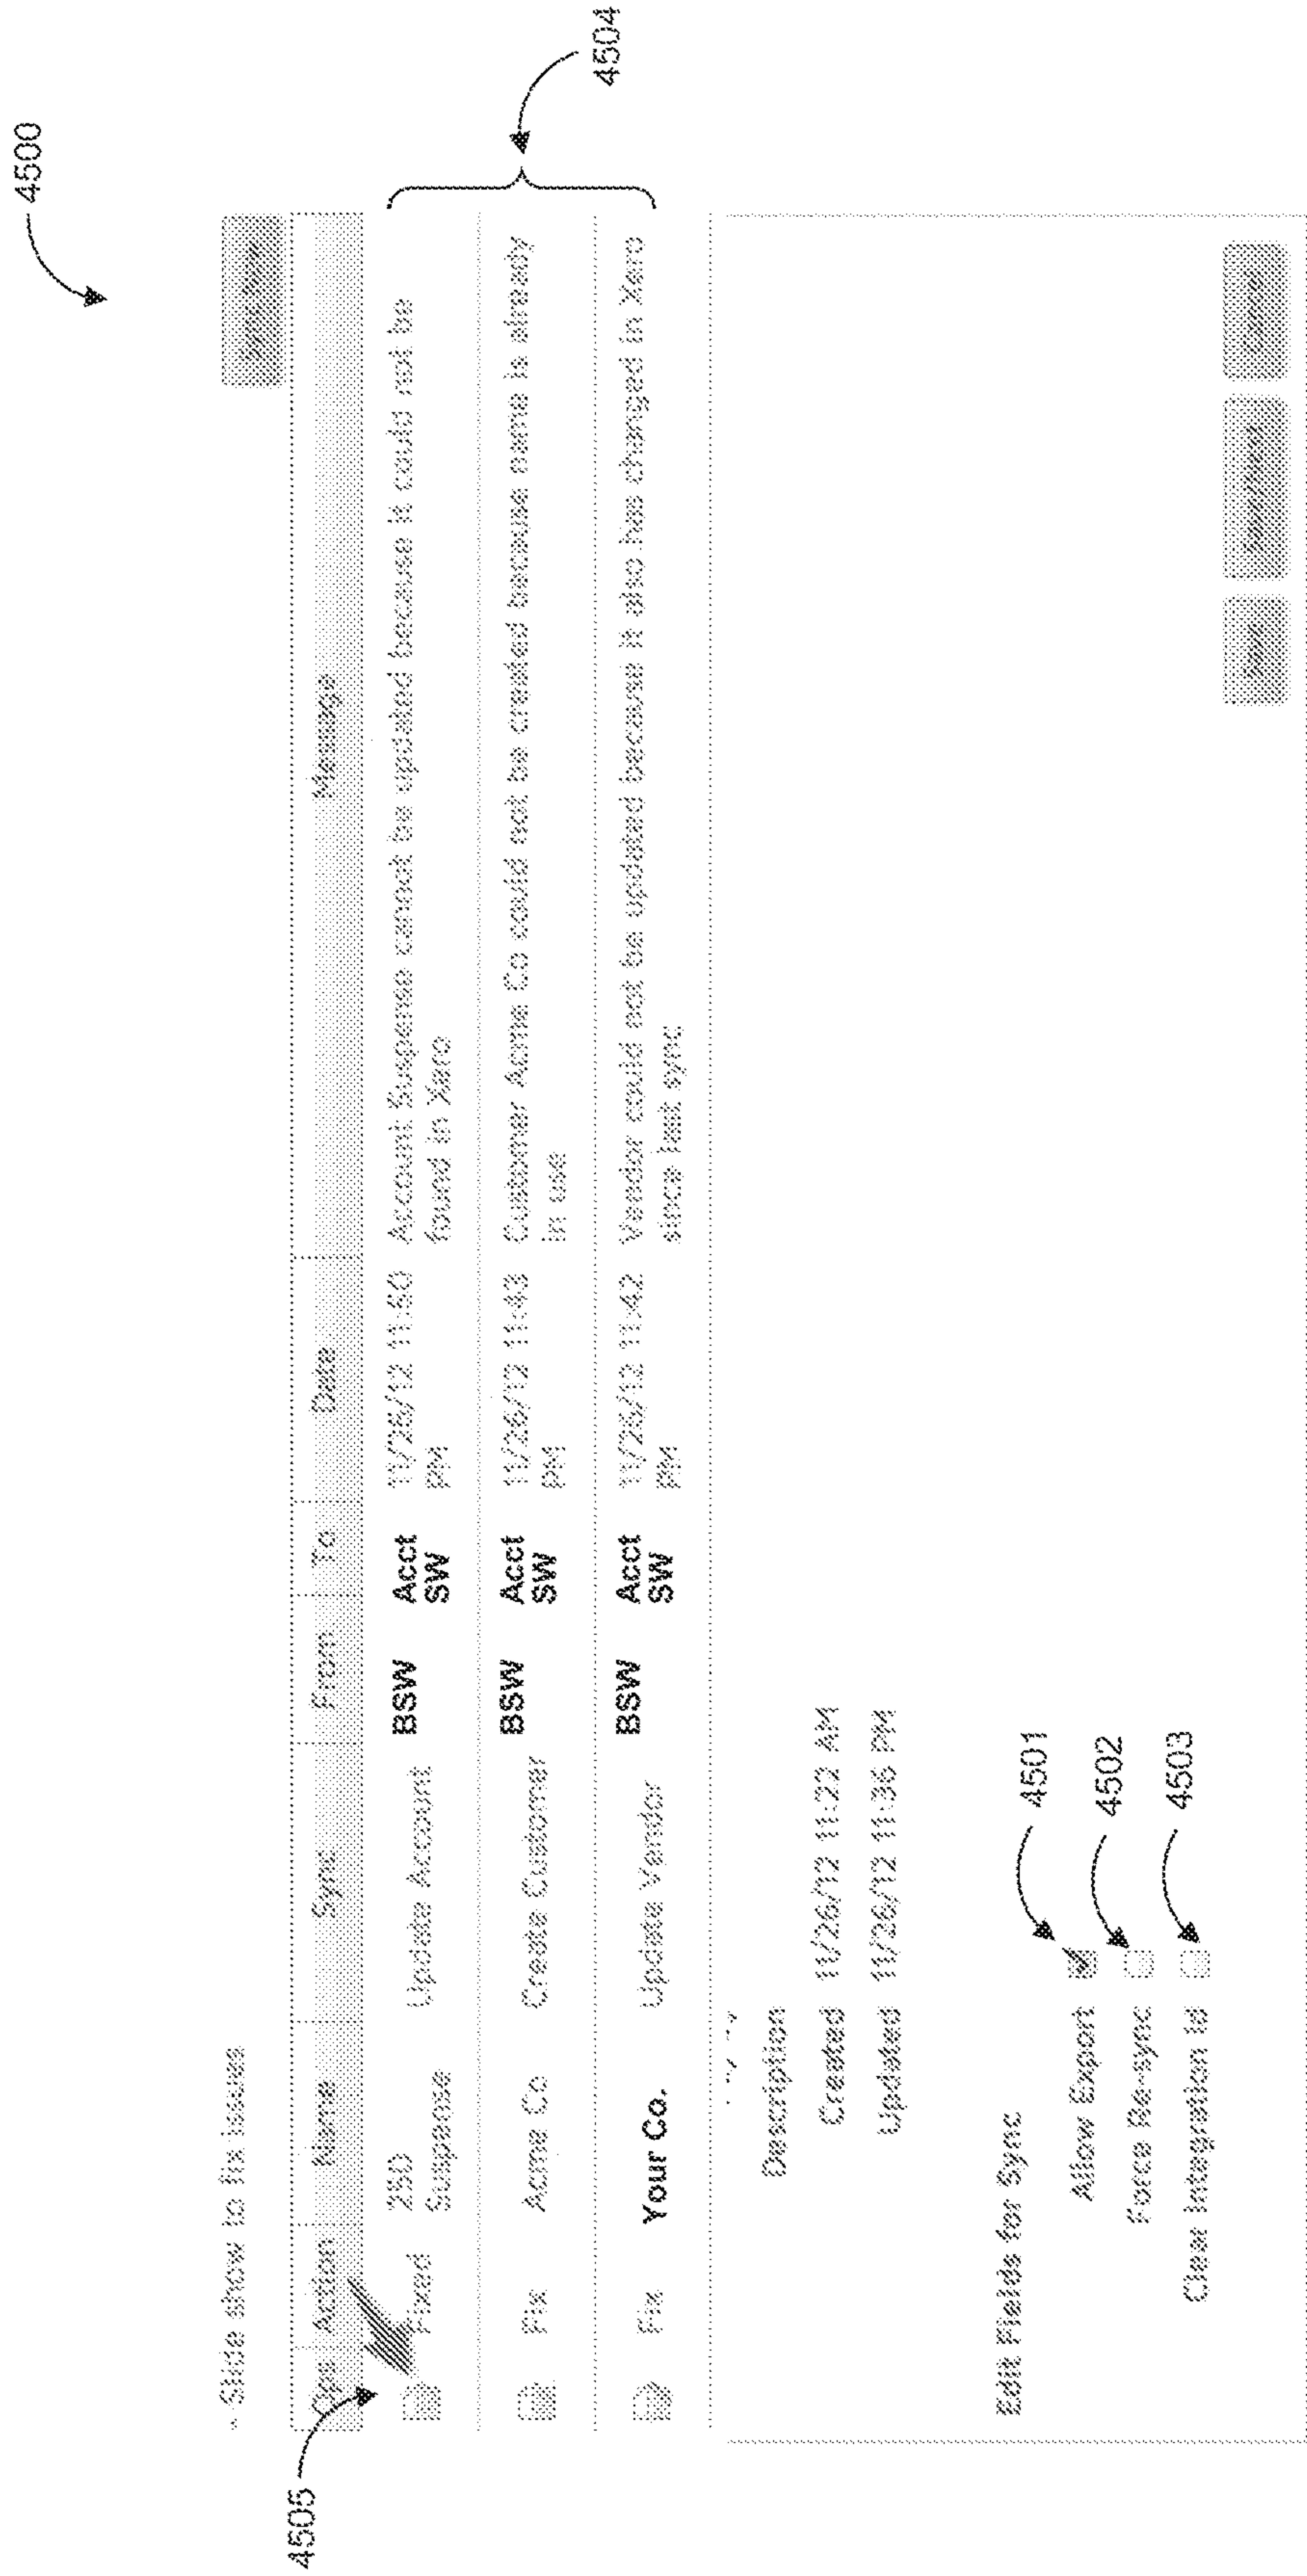 4500
- Slide show to fix issues
Sync Now
Ops Action Name Sync From To Date Message
4505
Fixed 250 Suspense Update Account BSW Acct SW 11/26/12 11:50 PM Account Suspense cannot be updated because it could not be
found in Xero
Fix Acme Co Create Customer BSW Acct SW 11/26/12 11:43 PM Customer Acme Co could not be created because name is already
in use
Fix Your Co. Update Vendor BSW Acct SW 11/26/12 11:42 PM Vendor could not be updated because it also has changed in Xero
since last sync
4504
Description
Created 11/26/12 11:22 AM
Updated 11/26/12 11:36 PM
Edit Fields for Sync
4501
Allow Export
4502
Force Re-sync
4503
Clear Integration Id
Save
Cancel